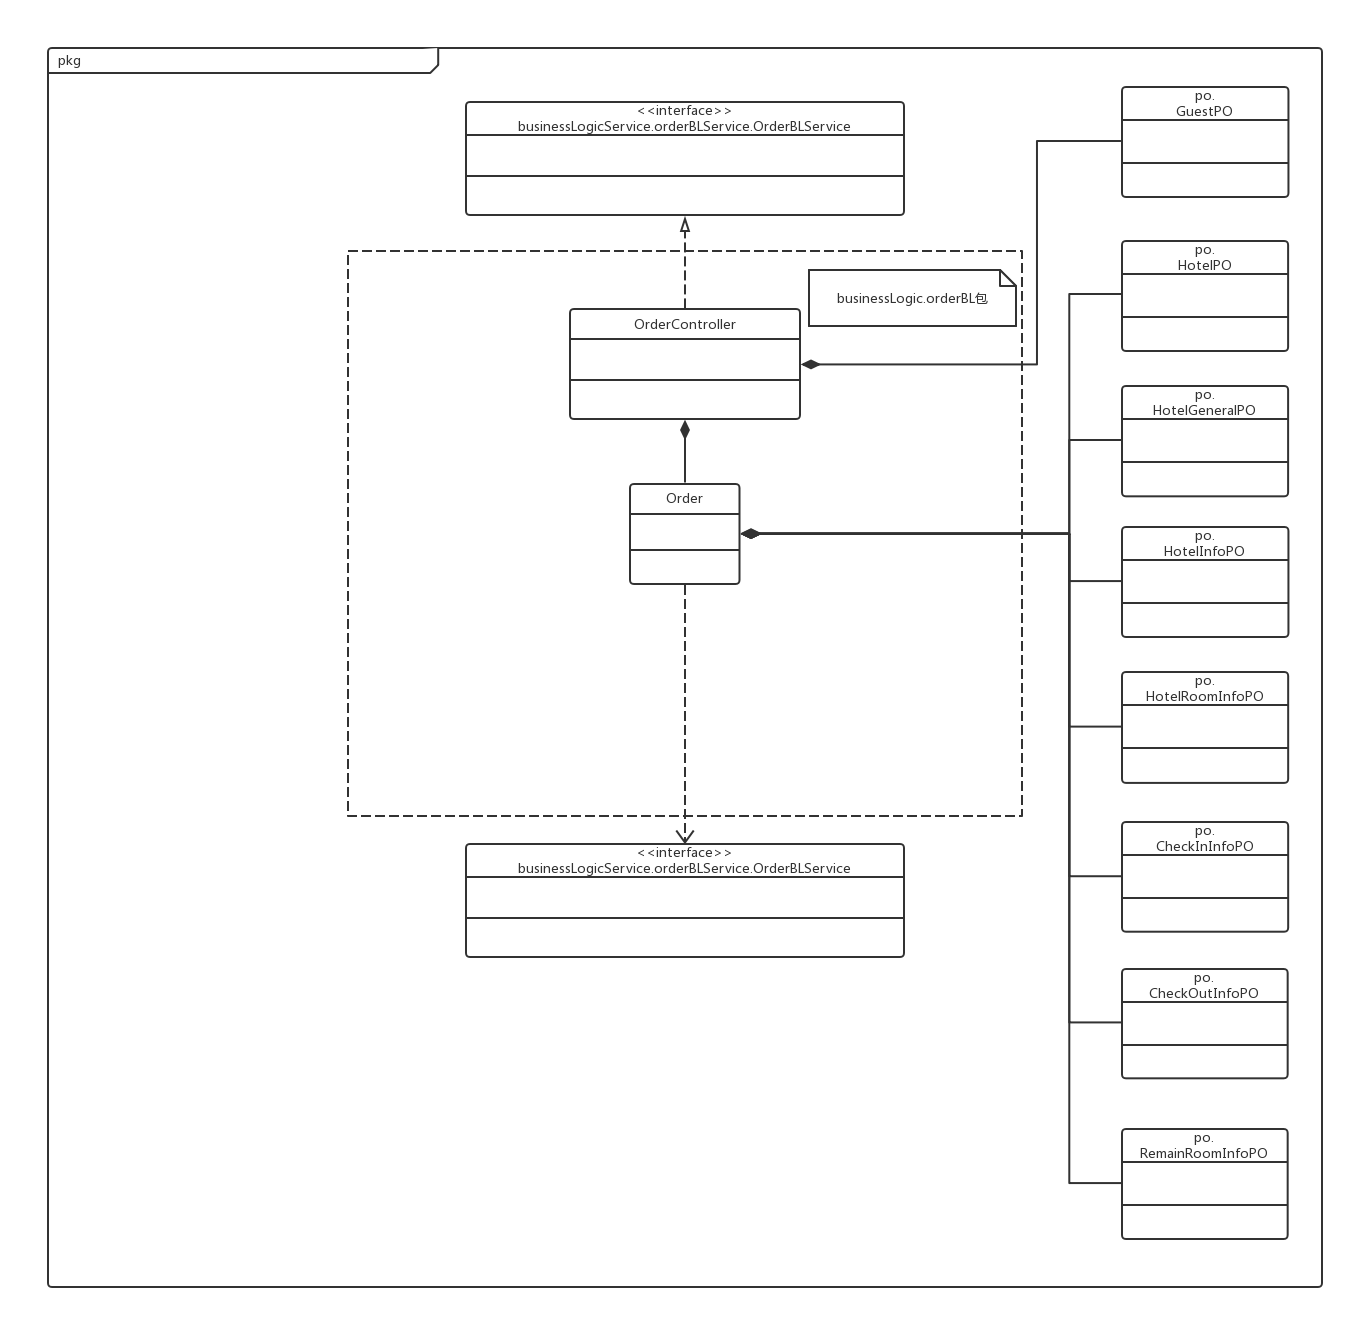 pkg
<<interface>>
businessLogicService.orderBLService.OrderBLService
businessLogic.orderBL包
OrderController
Order
<<interface>>
businessLogicService.orderBLService.OrderBLService
po.
GuestPO
po.
HotelPO
po.
HotelGeneralPO
po.
HotelInfoPO
po.
HotelRoomInfoPO
po.
CheckInInfoPO
po.
CheckOutInfoPO
po.
RemainRoomInfoPO